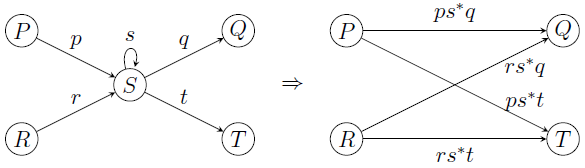 P p s q Q
S
R r t T
⇒
P ps*q Q
rs*q
ps*t
R rs*t T